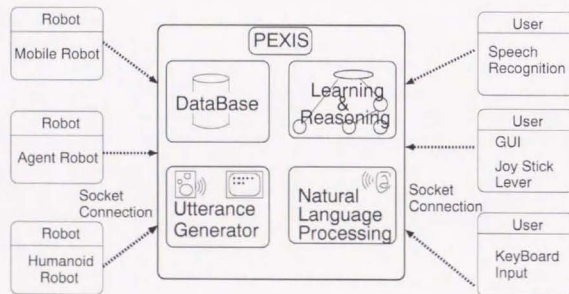 Robot
Mobile Robot
Robot
Agent Robot
Socket
Connection
Robot
Humanoid
Robot
PEXIS
DataBase
Learning
&
Reasoning
Utterance
Generator
Natural
Language
Processing
User
Speech
Recognition
User
GUI
Joy Stick
Lever
Socket
Connection
User
KeyBoard
Input